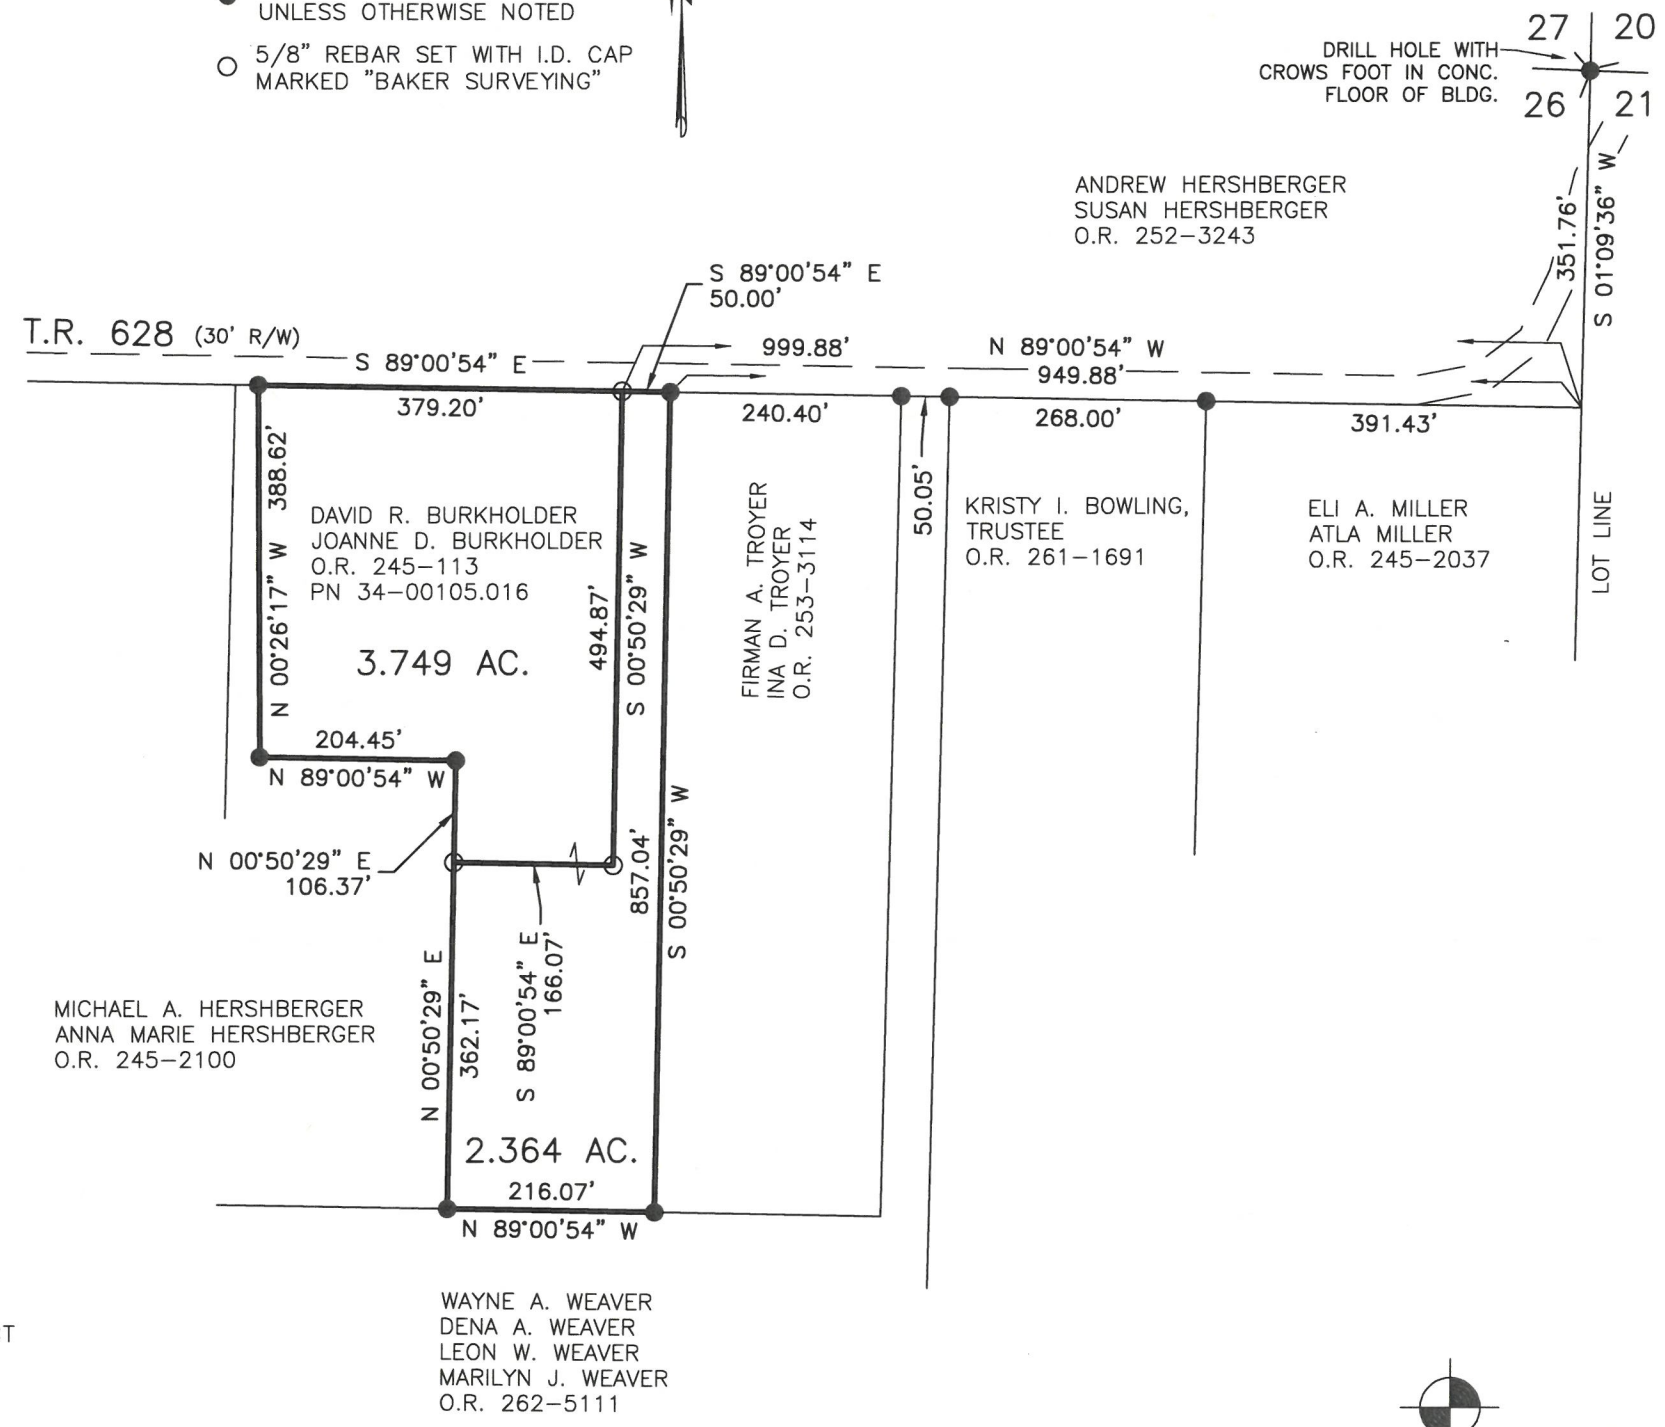 UNLESS OTHERWISE NOTED
5/8" REBAR SET WITH I.D. CAP
MARKED "BAKER SURVEYING"
27 20
26 21
DRILL HOLE WITH
CROWS FOOT IN CONC.
FLOOR OF BLDG.
ANDREW HERSHBERGER
SUSAN HERSHBERGER
O.R. 252-3243
351.76'
S 01°09'36" W
S 89°00'54" E
50.00'
T.R. 628 (30' R/W)
S 89°00'54" E
999.88'
N 89°00'54" W
949.88'
379.20'
240.40'
268.00'
391.43'
50.05'
N 00°26'17" W 388.62'
DAVID R. BURKHOLDER
JOANNE D. BURKHOLDER
O.R. 245-113
PN 34-00105.016
3.749 AC.
494.87'
S 00°50'29" W
FIRMAN A. TROYER
INA D. TROYER
O.R. 253-3114
KRISTY I. BOWLING,
TRUSTEE
O.R. 261-1691
ELI A. MILLER
ATLA MILLER
O.R. 245-2037
LOT LINE
204.45'
N 89°00'54" W
N 00°50'29" E
106.37'
857.04'
S 00°50'29" W
S 89°00'54" E
166.07'
N 00°50'29" E
362.17'
MICHAEL A. HERSHBERGER
ANNA MARIE HERSHBERGER
O.R. 245-2100
2.364 AC.
216.07'
N 89°00'54" W
WAYNE A. WEAVER
DENA A. WEAVER
LEON W. WEAVER
MARILYN J. WEAVER
O.R. 262-5111
T